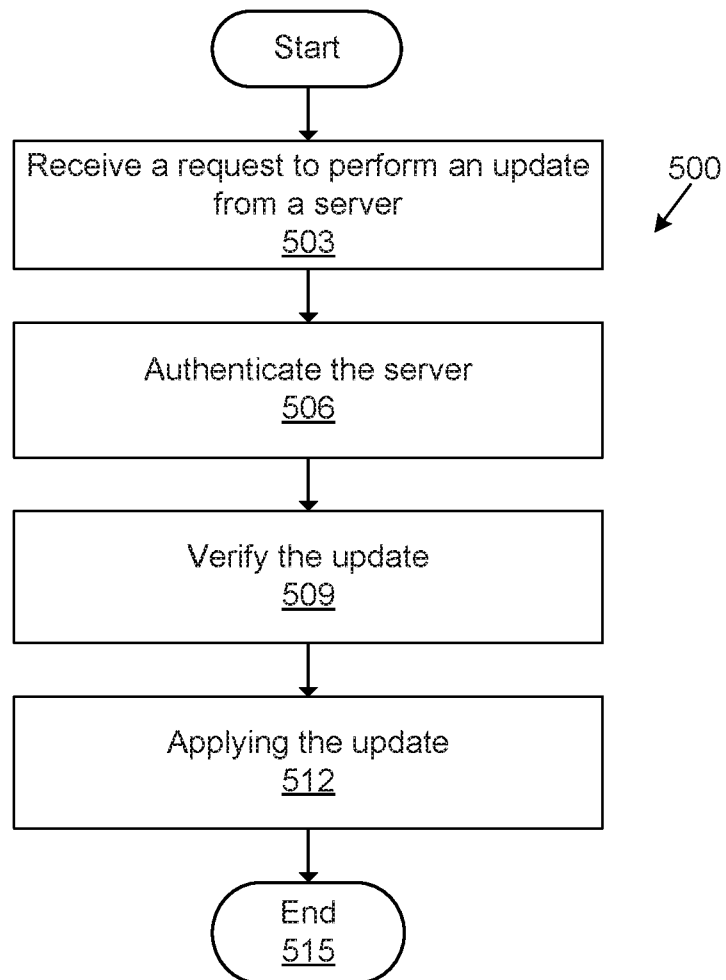 Start
Receive a request to perform an update
from a server
503
500
Authenticate the server
506
Verify the update
509
Applying the update
512
End
515